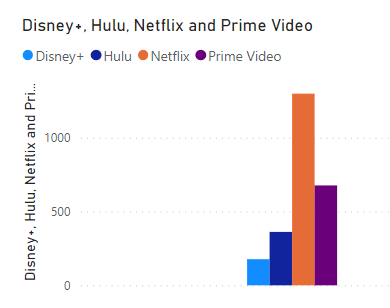 Disney+, Hulu, Netflix and Prime Video
Disney+ Hulu Netflix Prime Video
Disney+, Hulu, Netflix and Pri...
1000
500
0